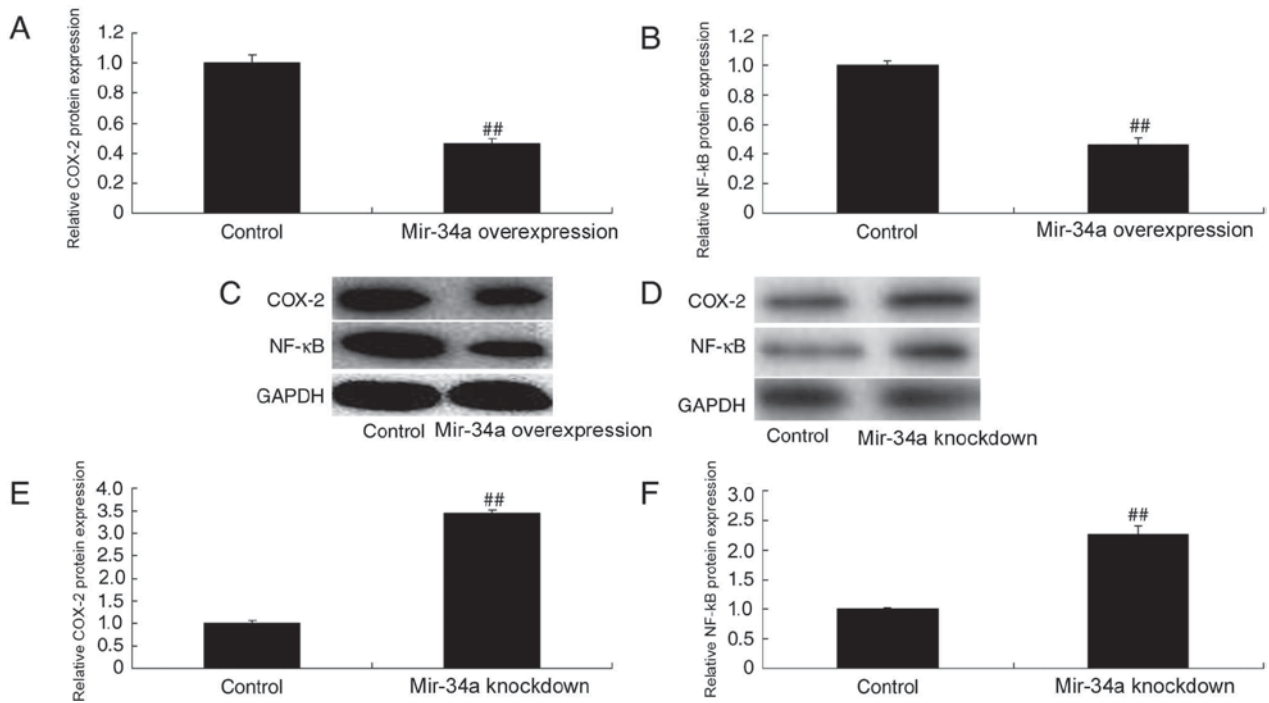 A
Relative COX-2 protein expression
1.2
1.0
0.8
0.6
0.4
0.2
0
##
Control
Mir-34a overexpression
B
Relative NF-kB protein expression
1.2
1.0
0.8
0.6
0.4
0.2
0
##
Control
Mir-34a overexpression
C
COX-2
NF-κB
GAPDH
Control Mir-34a overexpression
D
COX-2
NF-κB
GAPDH
Control
Mir-34a knockdown
E
Relative COX-2 protein expression
4.0
3.5
3.0
2.5
2.0
1.5
1.0
0.5
0
##
Control
Mir-34a knockdown
F
Relative NF-kB protein expression
3.0
2.5
2.0
1.5
1.0
0.5
0
##
Control
Mir-34a knockdown